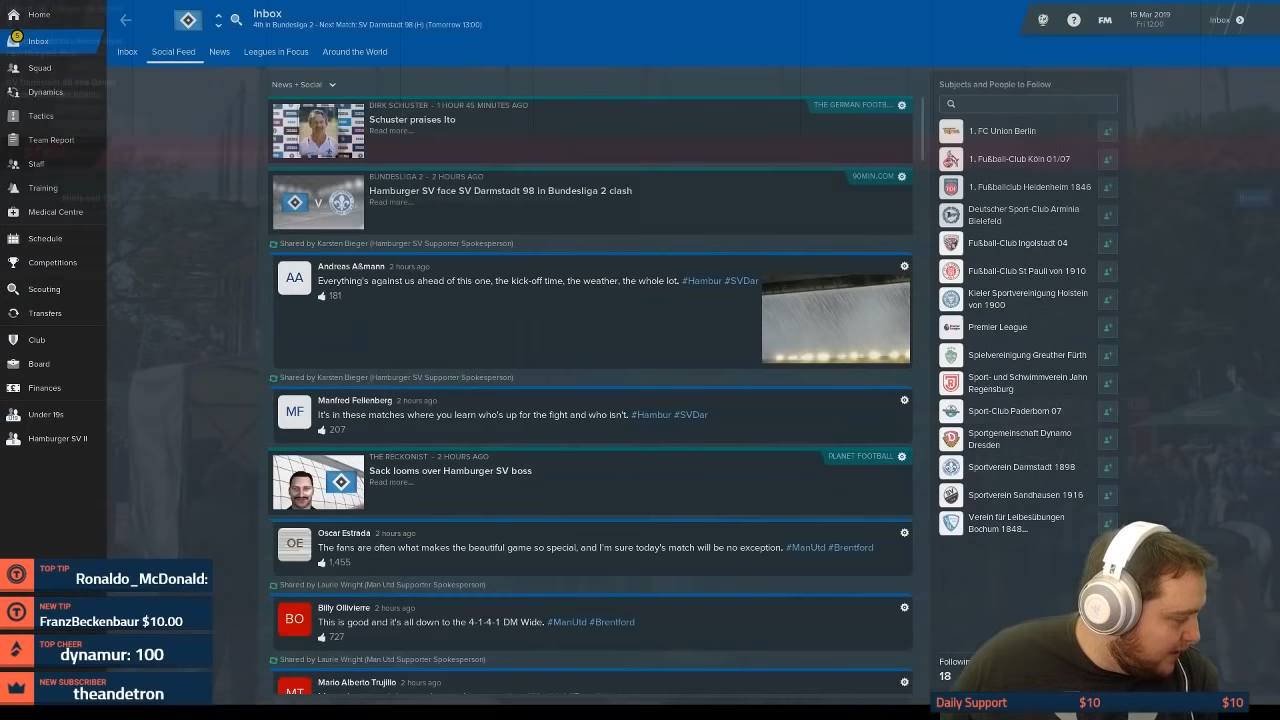 Home
5
Inbox
Squad
Dynamics
Tactics
Team Report
Staff
Training
Medical Centre
Schedule
Competitions
Scouting
Transfers
Club
Board
Finances
Under 19s
Hamburger SV II
Inbox
4th in Bundesliga 2 - Next Match: SV Darmstadt 98 (H) (Tomorrow 13:00)
? FM
15 Mar 2019
Fri 12:00
Inbox
Inbox Social Feed News Leagues in Focus Around the World
News + Social
DIRK SCHUSTER - 1 HOUR 45 MINUTES AGO
THE GERMAN FOOTB...
Schuster praises Ito
Read more...
BUNDESLIGA 2 - 2 HOURS AGO
90MIN.COM
Hamburger SV face SV Darmstadt 98 in Bundesliga 2 clash
Read more...
V
Shared by Karsten Bieger (Hamburger SV Supporter Spokesperson)
AA
Andreas Aßmann 2 hours ago
Everything's against us ahead of this one, the kick-off time, the weather, the whole lot. #Hambur #SVDar
181
Shared by Karsten Bieger (Hamburger SV Supporter Spokesperson)
MF
Manfred Fellenberg 2 hours ago
It's in these matches where you learn who's up for the fight and who isn't. #Hambur #SVDar
207
THE RECKONIST - 2 HOURS AGO
PLANET FOOTBALL
Sack looms over Hamburger SV boss
Read more...
OE
Oscar Estrada 2 hours ago
The fans are often what makes the beautiful game so special, and I'm sure today's match will be no exception. #ManUtd #Brentford
1,455
Shared by Laurie Wright (Man Utd Supporter Spokesperson)
BO
Billy Ollivierre 2 hours ago
This is good and it's all down to the 4-1-4-1 DM Wide. #ManUtd #Brentford
727
Shared by Laurie Wright (Man Utd Supporter Spokesperson)
MT
Mario Alberto Trujillo 2 hours ago
Subjects and People to Follow
1. FC Union Berlin
1. Fußball-Club Köln 01/07
1. Fußballclub Heidenheim 1846
Deutscher Sport-Club Arminia
Bielefeld
Fußball-Club Ingolstadt 04
Fußball-Club St Pauli von 1910
Kieler Sportvereinigung Holstein
von 1900
Premier League
Spielvereinigung Greuther Fürth
Sport- und Schwimmverein Jahn
Regensburg
Sport-Club Paderborn 07
Sportgemeinschaft Dynamo
Dresden
Sportverein Darmstadt 1898
Sportverein Sandhausen 1916
Verein für Leibesübungen
Bochum 1848...
Followin
18
TOP TIP
Ronaldo_McDonald:
NEW TIP
FranzBeckenbaur $10.00
TOP CHEER
dynamur: 100
NEW SUBSCRIBER
theandetron
Daily Support $10 $10